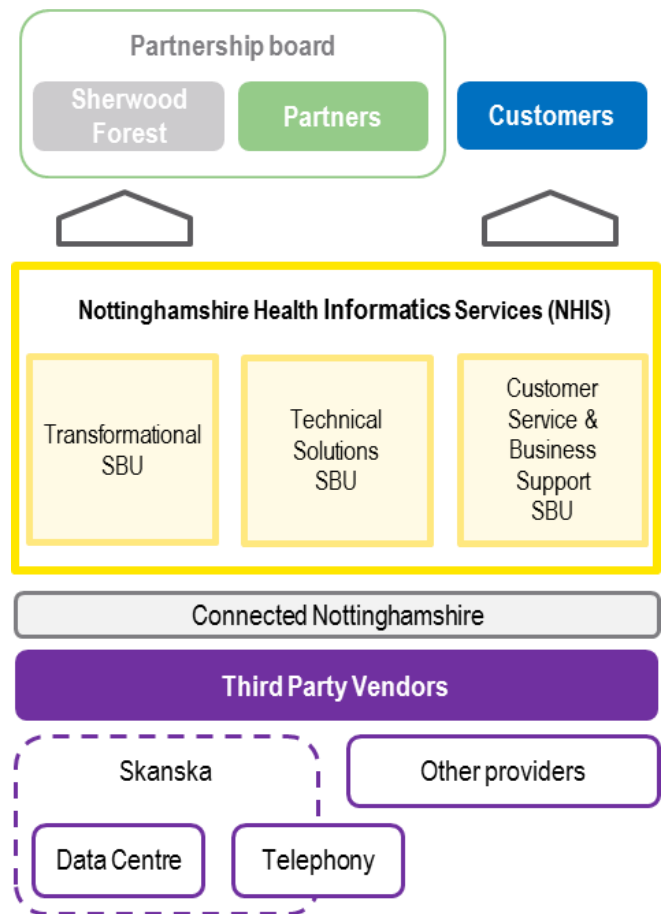 Partnership board
Sherwood
Forest
Partners
Customers
Nottinghamshire Health Informatics Services (NHIS)
Transformational
SBU
Technical
Solutions
SBU
Customer
Service &
Business
Support
SBU
Connected Nottinghamshire
Third Party Vendors
Skanska
Other providers
Data Centre
Telephony